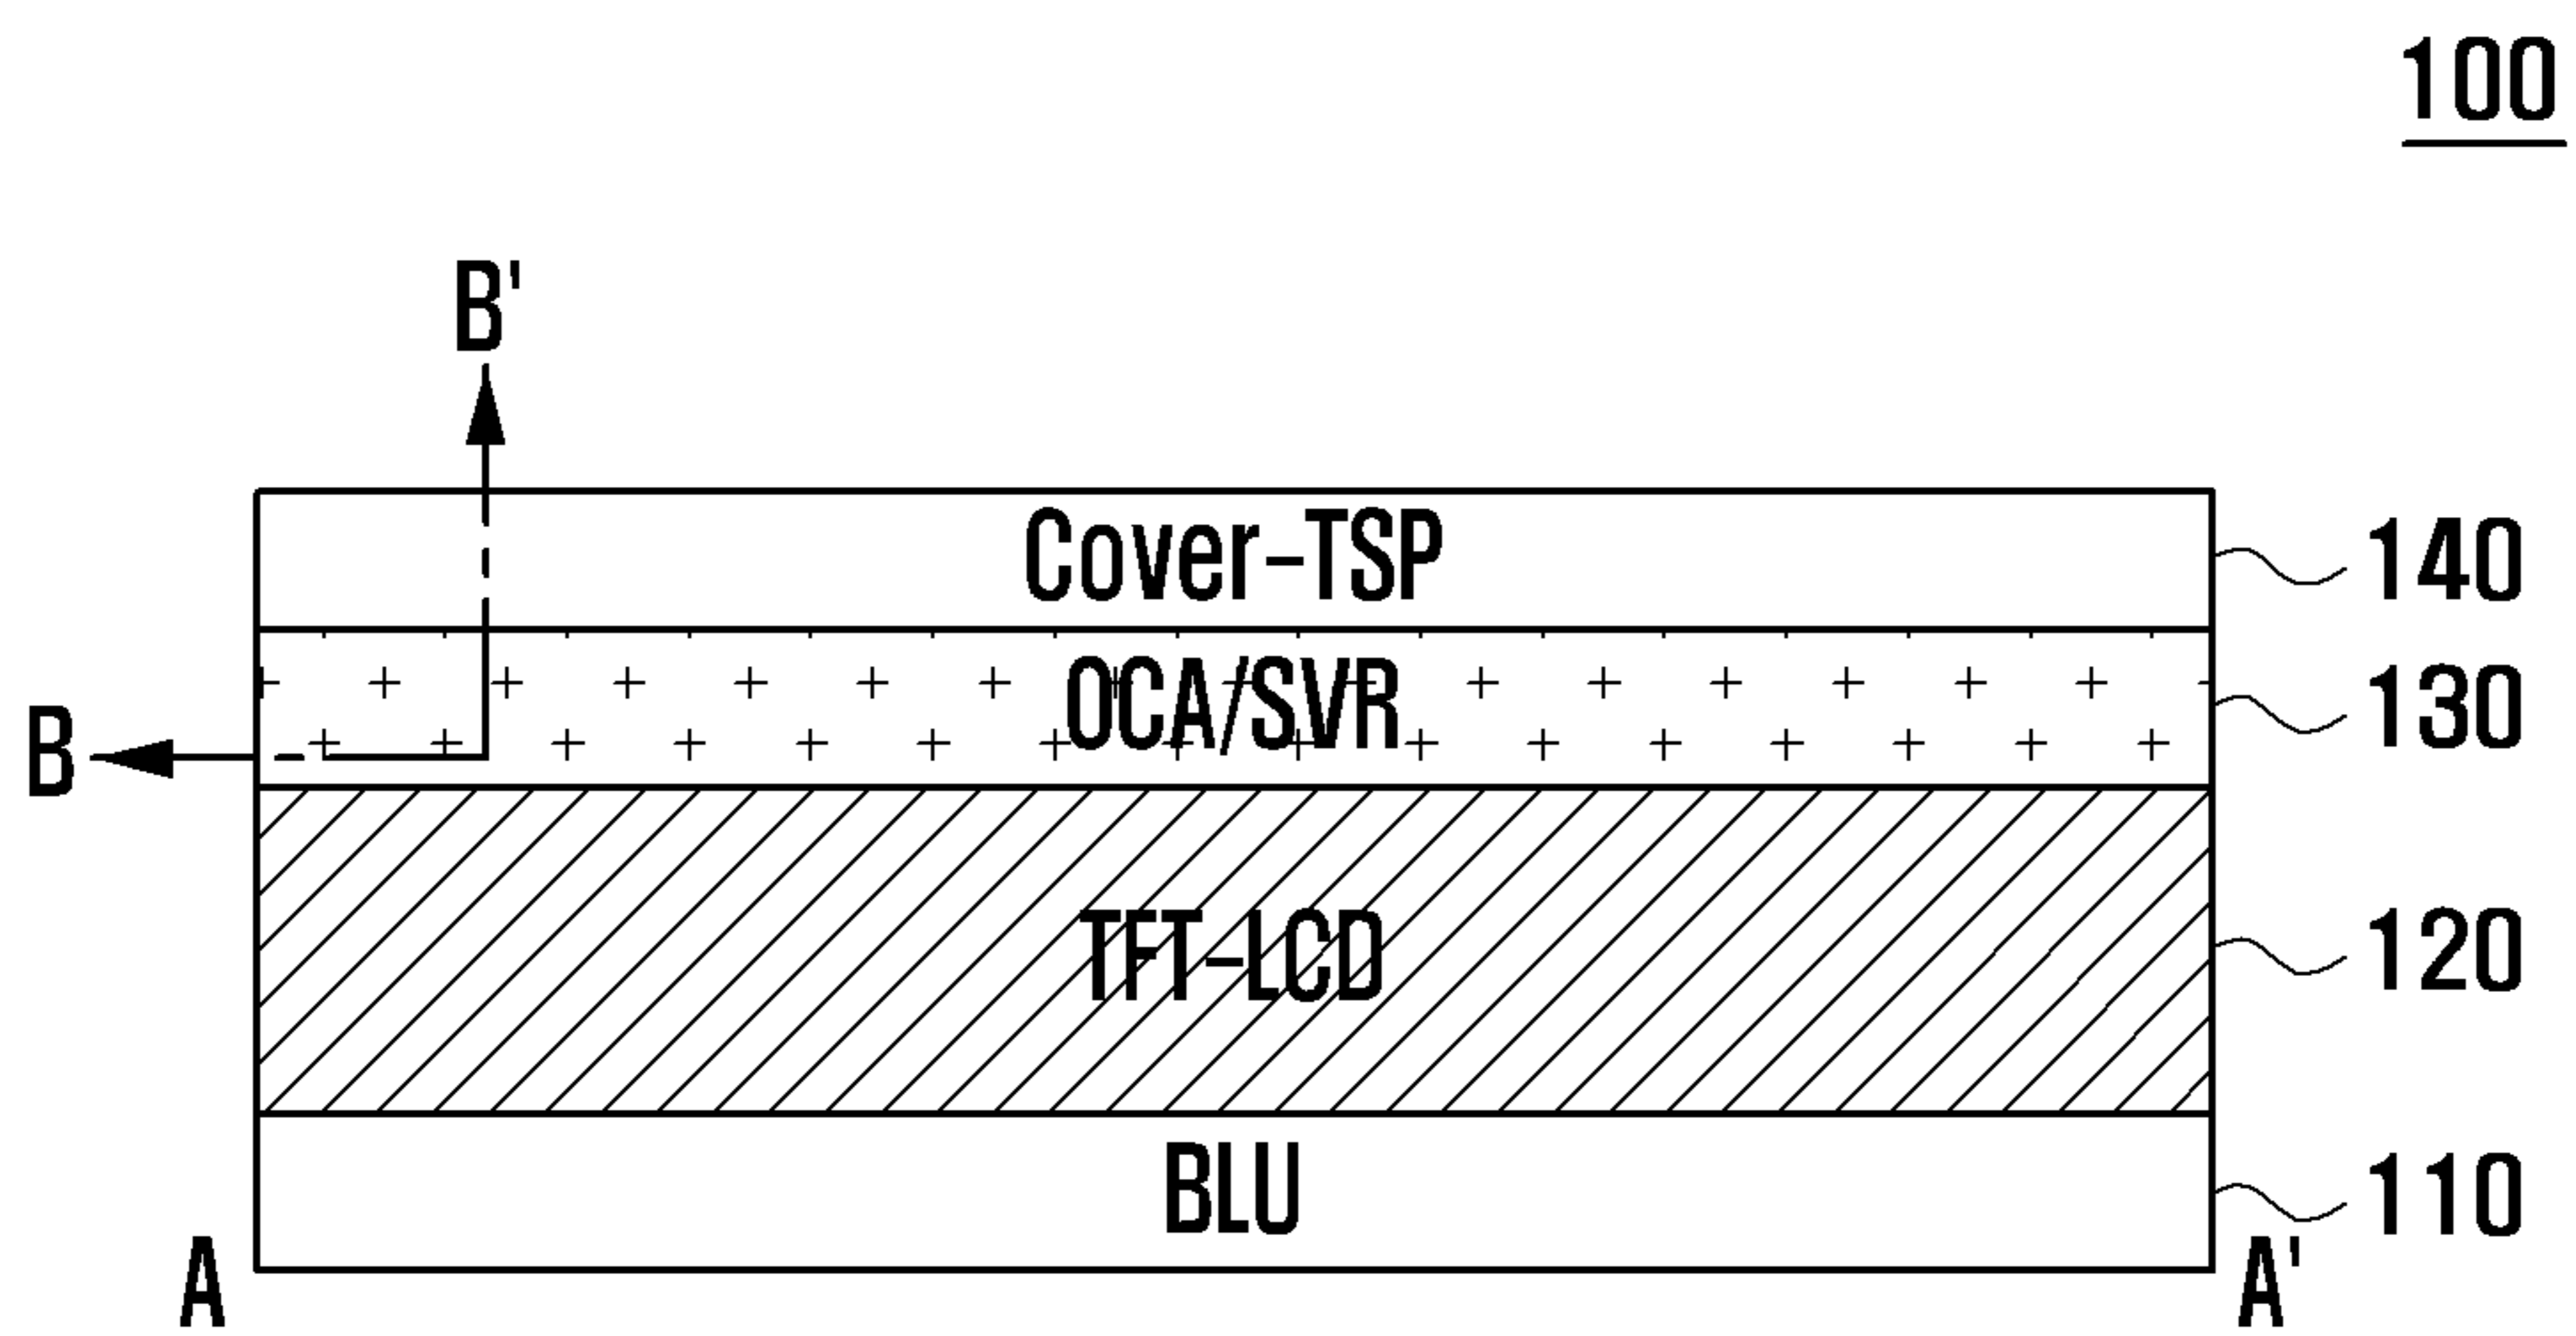 100
B'
Cover-TSP
140
OCA/SVR
130
B
TFT-LCD
120
BLU
110
A
A'